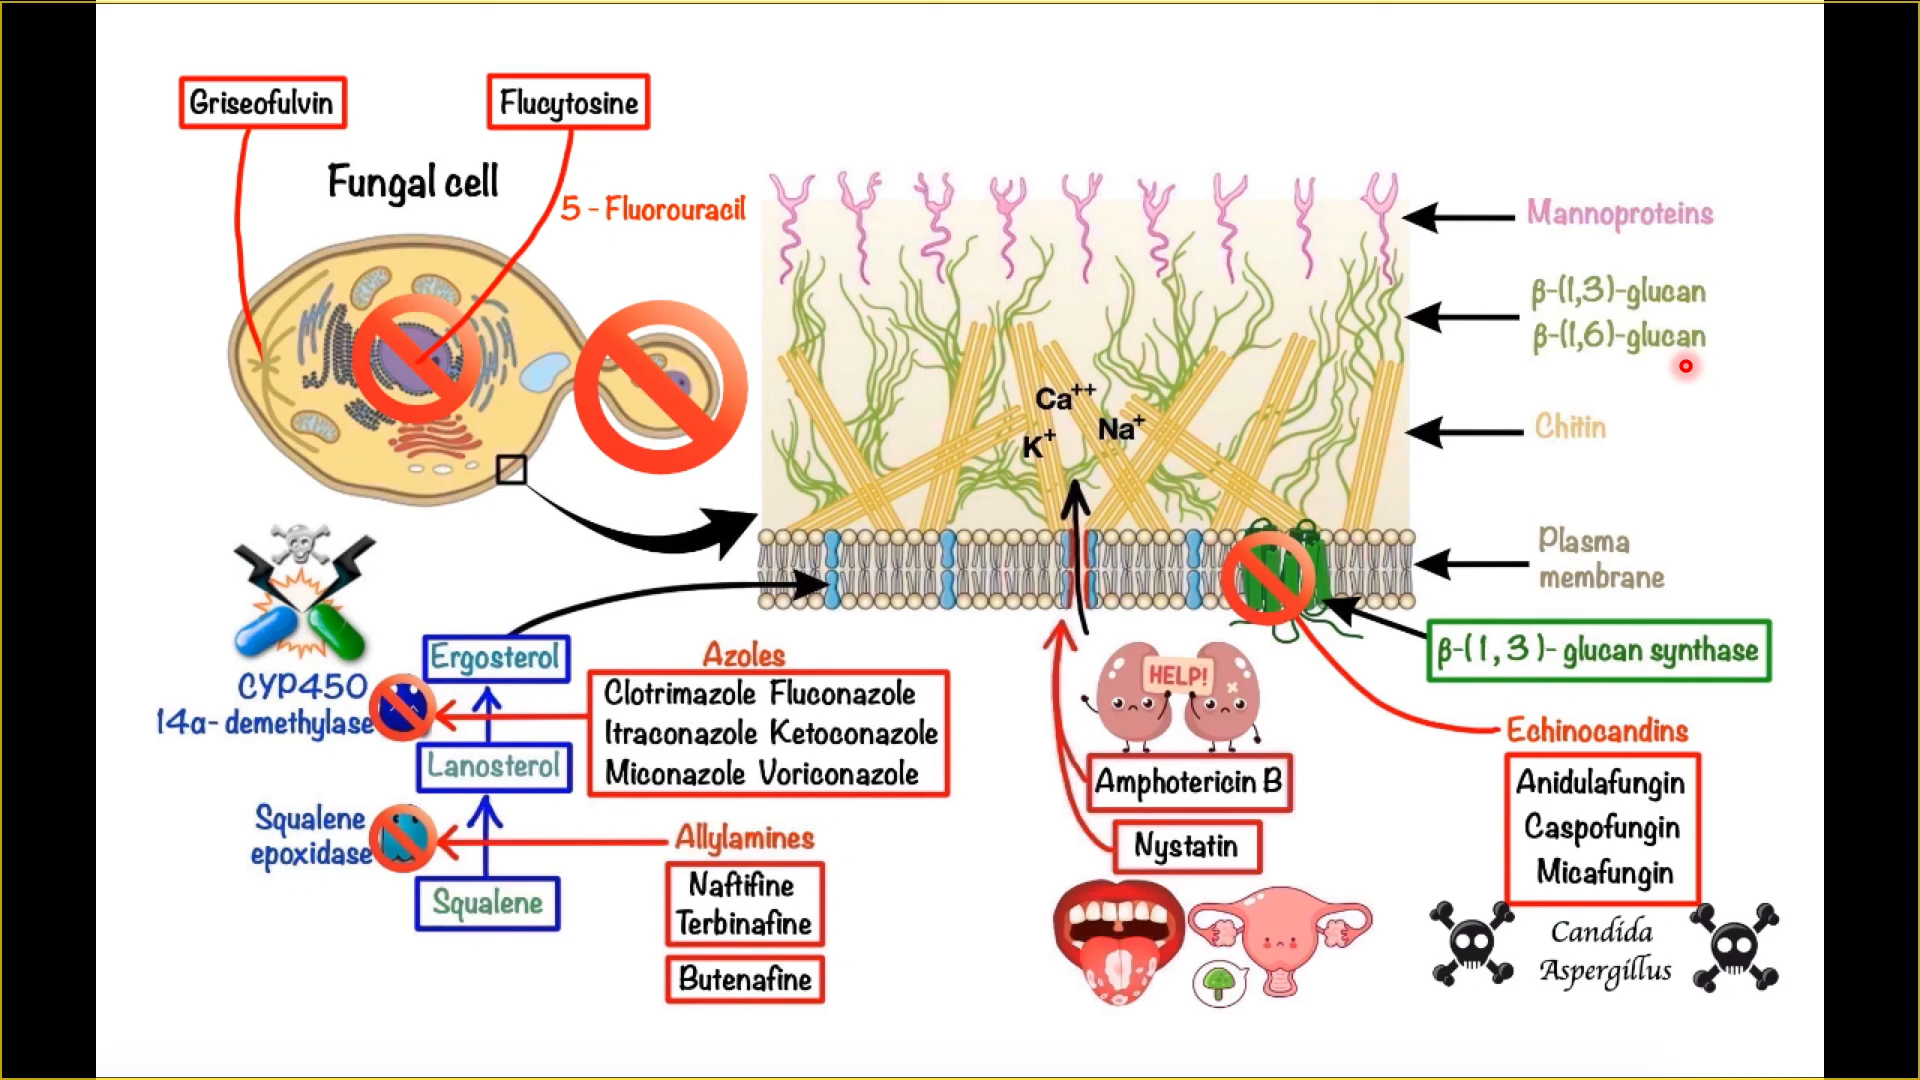 Griseofulvin
Flucytosine
Fungal cell
5 - Fluorouracil
Mannoproteins
β-(1,3)-glucan
β-(1,6)-glucan
Ca++
Na+
K+
Chitin
Plasma
membrane
β-(1,3)- glucan synthase
Ergosterol
CYP450
14α- demethylase
Lanosterol
Squalene
epoxidase
Squalene
Azoles
Clotrimazole Fluconazole
Itraconazole Ketoconazole
Miconazole Voriconazole
Allylamines
Naftifine
Terbinafine
Butenafine
HELP!
Amphotericin B
Nystatin
Echinocandins
Anidulafungin
Caspofungin
Micafungin
Candida
Aspergillus